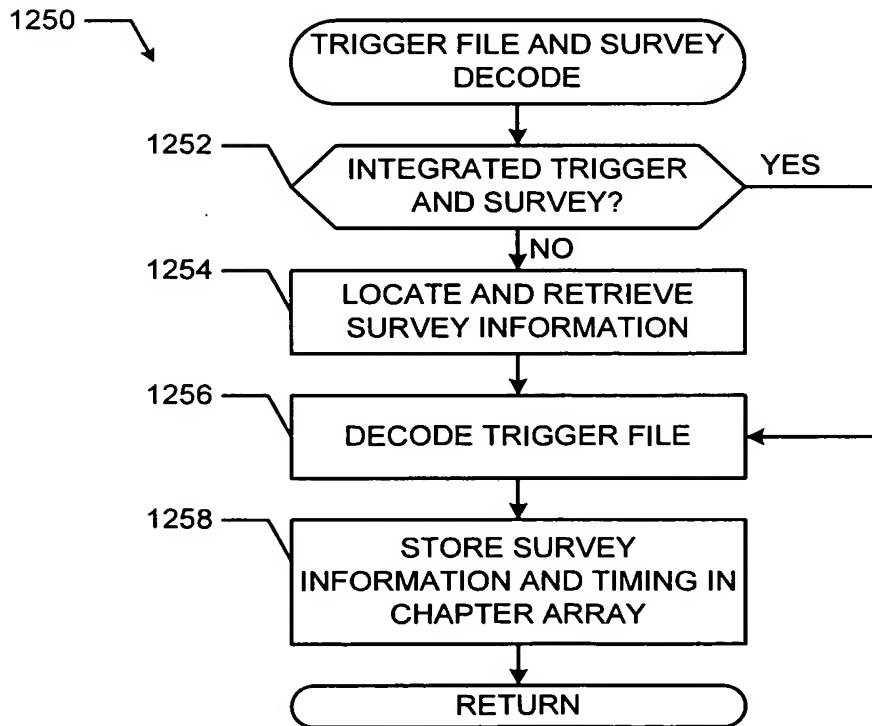 1250
TRIGGER FILE AND SURVEY
DECODE
1252
INTEGRATED TRIGGER
AND SURVEY?
YES
NO
1254
LOCATE AND RETRIEVE
SURVEY INFORMATION
1256
DECODE TRIGGER FILE
1258
STORE SURVEY
INFORMATION AND TIMING IN
CHAPTER ARRAY
RETURN